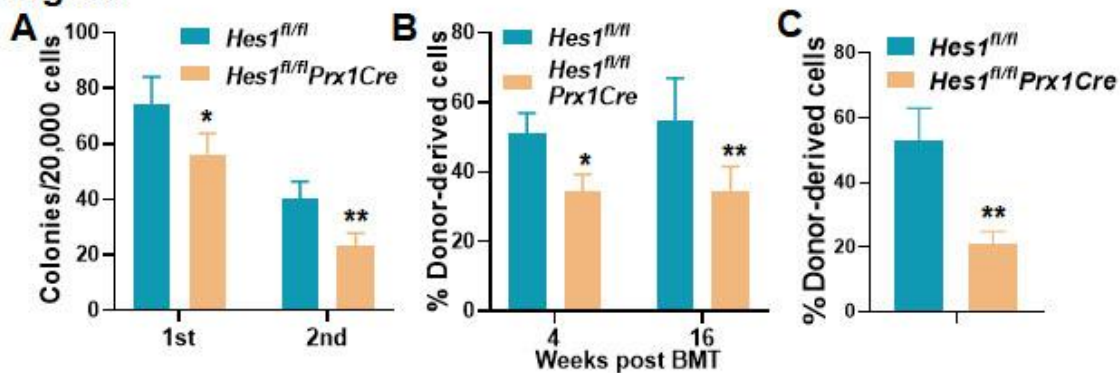 A
Colonies/20,000 cells
100
80
60
40
20
0
Hes1fl/fl
Hes1fl/flPrx1Cre
*
**
1st
2nd
B
% Donor-derived cells
80
60
40
20
0
Hes1fl/fl
Hes1fl/fl
Prx1Cre
*
**
4
16
Weeks post BMT
C
% Donor-derived cells
80
60
40
20
0
Hes1fl/fl
Hes1fl/flPrx1Cre
**